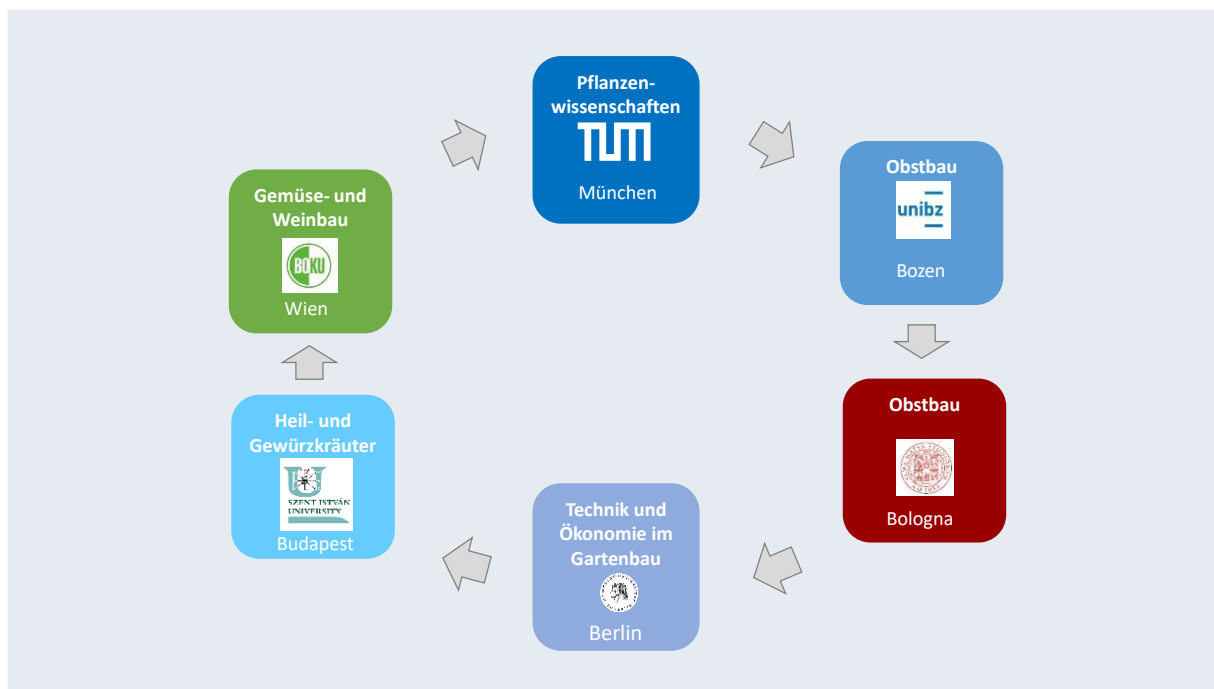 Pflanzen-
wissenschaften
TUM
München
Obstbau
unibz
Bozen
Obstbau
Bologna
Technik und
Ökonomie im
Gartenbau
Berlin
Heil- und
Gewürzkräuter
SZENT ISTVÁN
UNIVERSITY
Budapest
Gemüse- und
Weinbau
BOKU
Wien